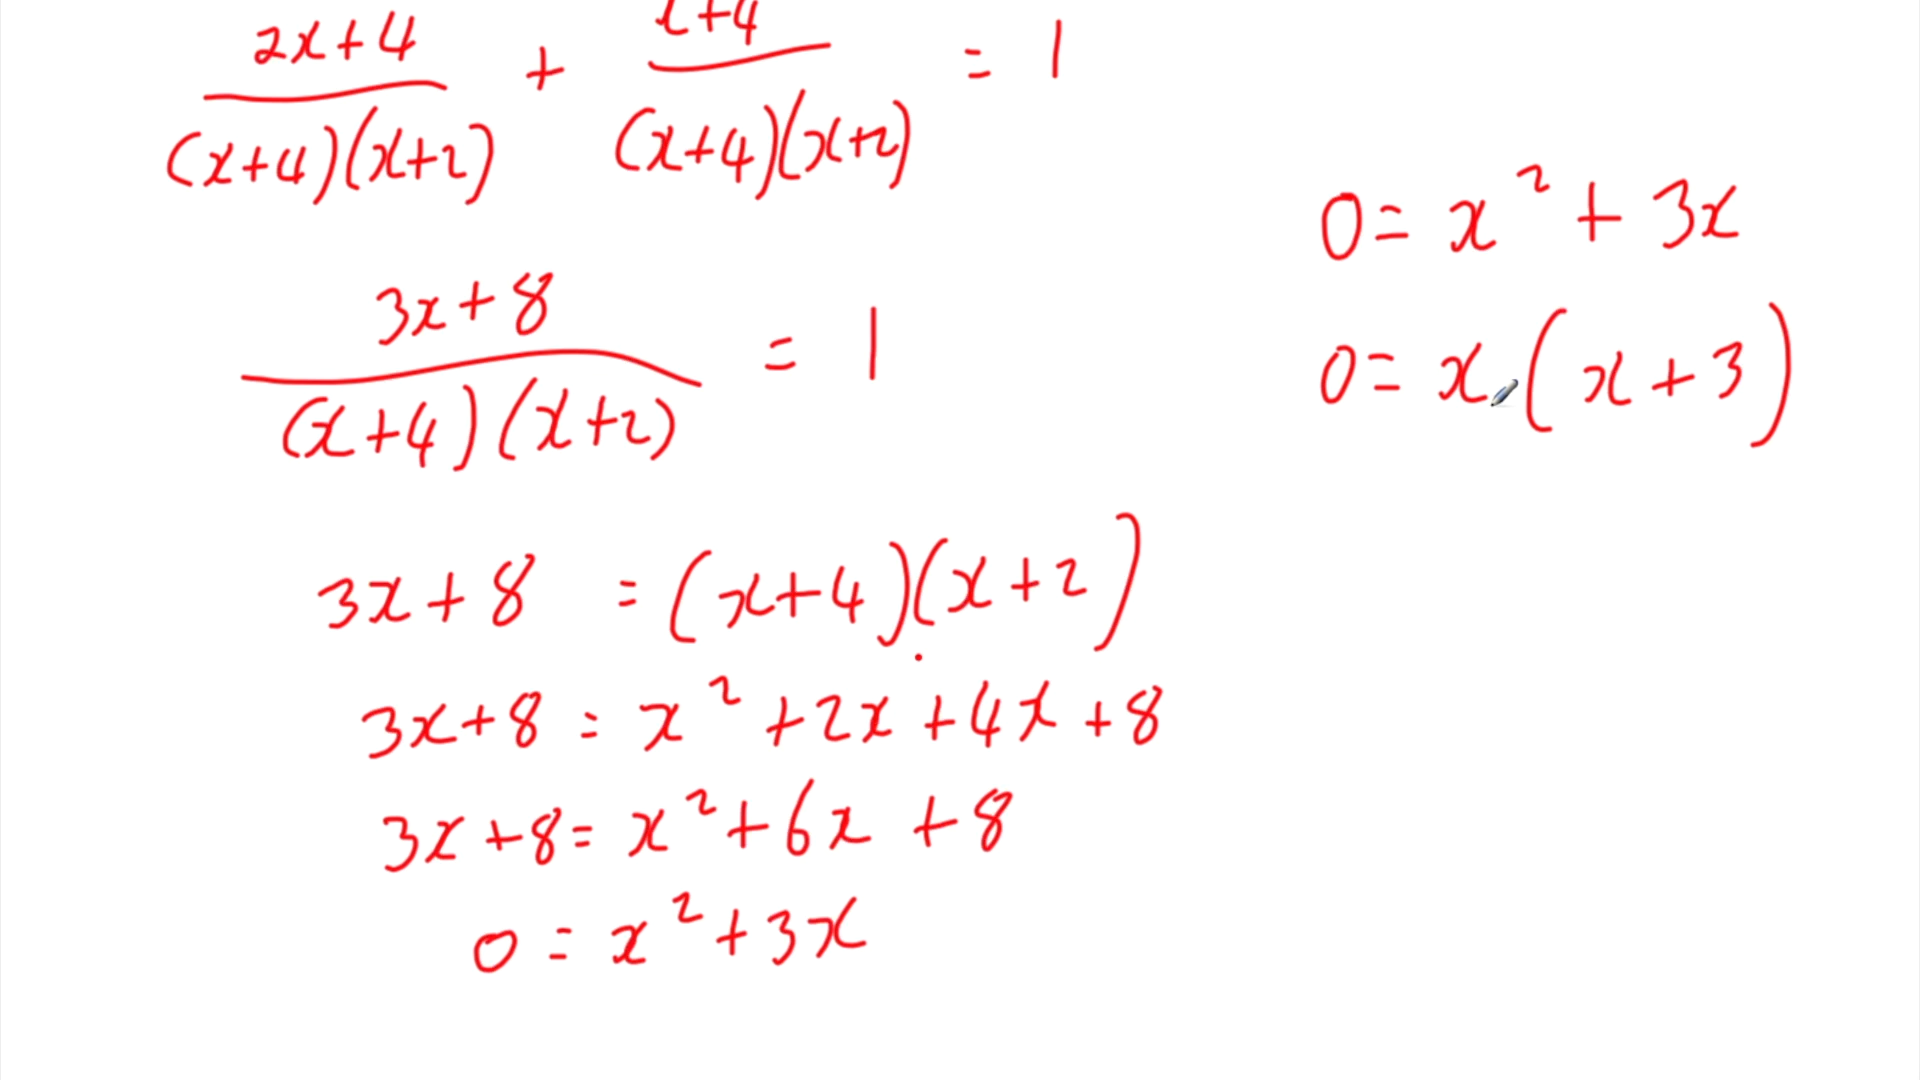 2x+4 / (x+4)(x+2) + x+4 / (x+4)(x+2) = 1
3x+8 / (x+4)(x+2) = 1
3x+8 = (x+4)(x+2)
3x+8 = x² +2x +4x +8
3x+8 = x² +6x +8
0 = x² +3x
0 = x² + 3x
0 = x(x+3)